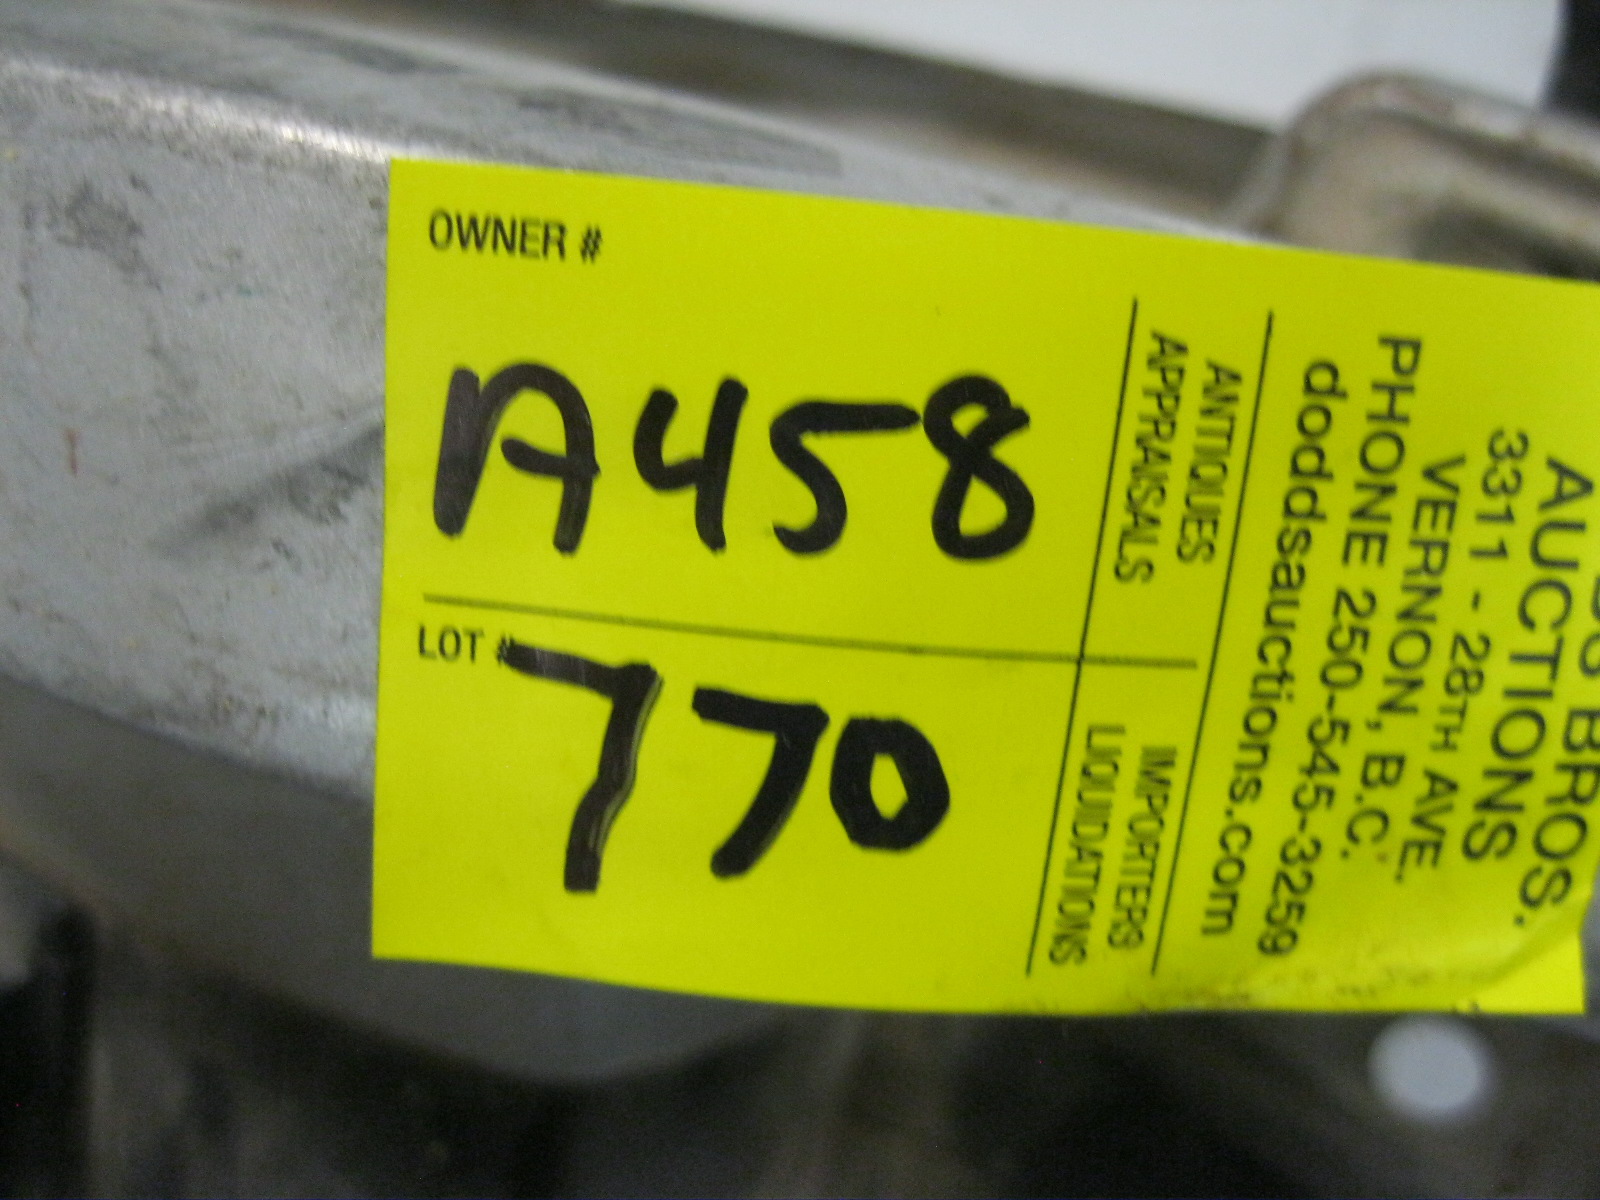 OWNER #
A458
LOT #
770
ANTIQUES
APPRAISALS
IMPORTERS
LIQUIDATIONS
BROS.
AUCTIONS
3311 - 28TH AVE.
VERNON, B.C.
PHONE 250-545-3259
doddsauctions.com